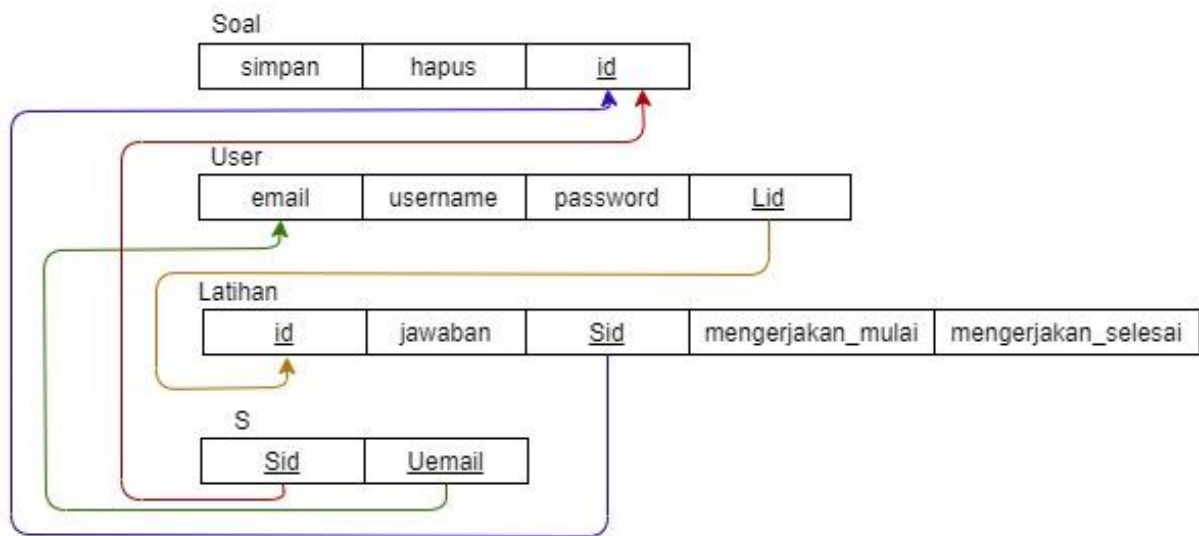 Soal
simpan hapus id
User
email username password Lid
Latihan
id jawaban Sid mengerjakan_mulai mengerjakan_selesai
S
Sid Uemail